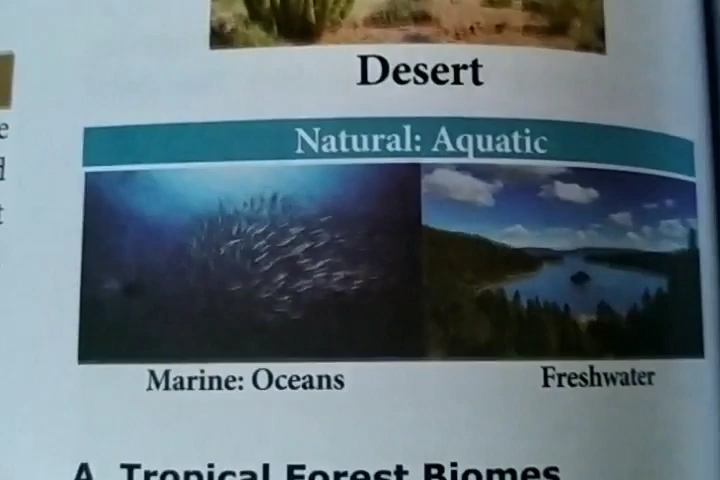 Desert
Natural: Aquatic
Marine: Oceans
Freshwater
A Tropical Forest Biomes